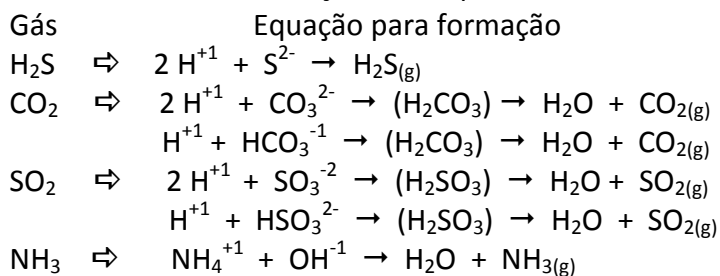 Gás Equação para formação
H₂S ⇨ 2 H⁺¹ + S²⁻ → H₂S₍g₎
CO₂ ⇨ 2 H⁺¹ + CO₃²⁻ → (H₂CO₃) → H₂O + CO₂₍g₎
H⁺¹ + HCO₃⁻¹ → (H₂CO₃) → H₂O + CO₂₍g₎
SO₂ ⇨ 2 H⁺¹ + SO₃⁻² → (H₂SO₃) → H₂O + SO₂₍g₎
H⁺¹ + HSO₃²⁻ → (H₂SO₃) → H₂O + SO₂₍g₎
NH₃ ⇨ NH₄⁺¹ + OH⁻¹ → H₂O + NH₃₍g₎